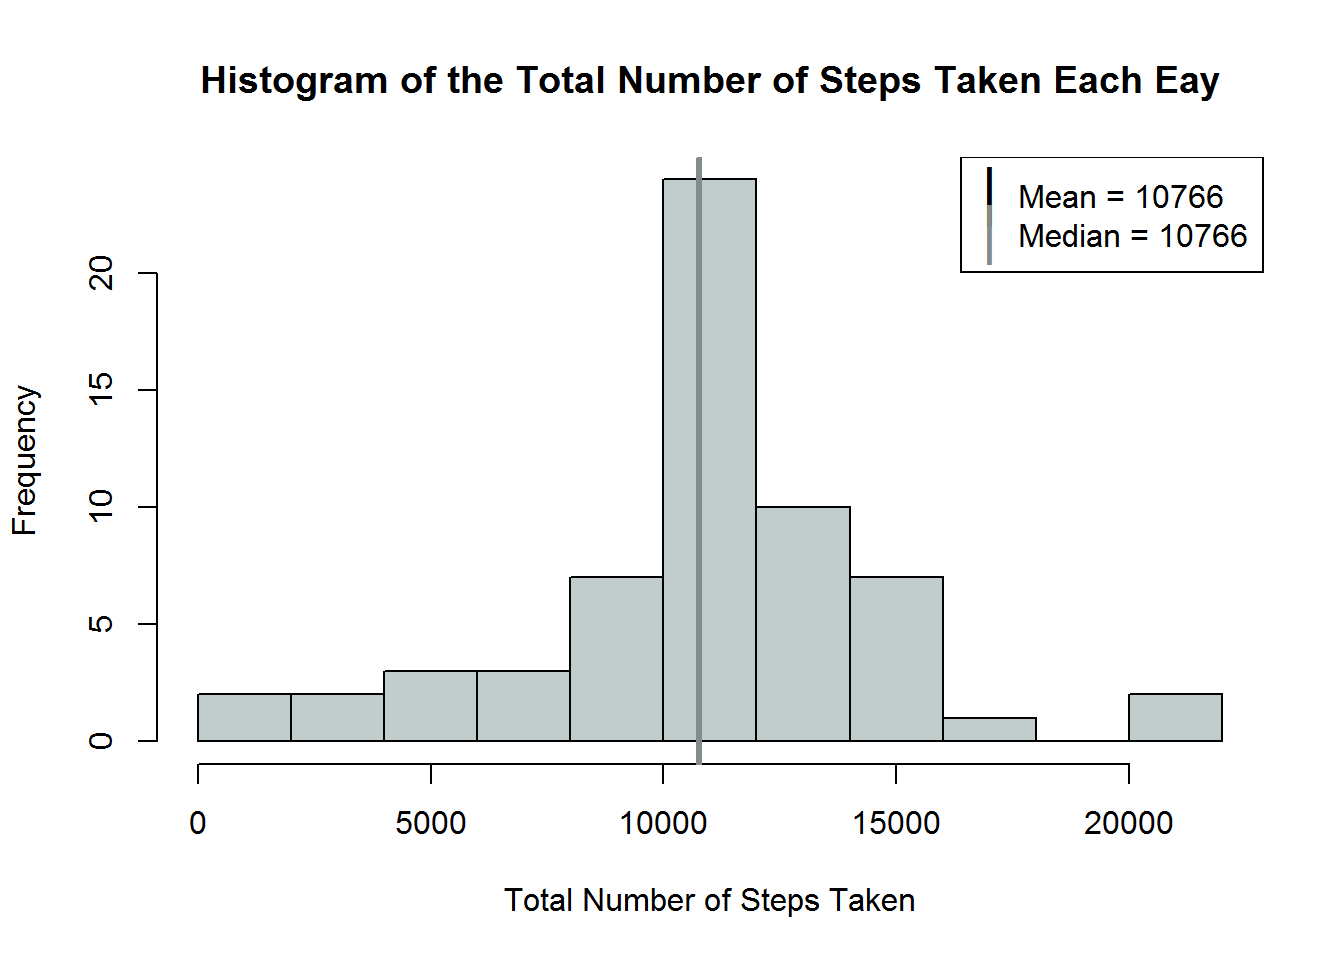 Histogram of the Total Number of Steps Taken Each Eay
Mean = 10766
Median = 10766
Frequency
20
15
10
5
0
0 5000 10000 15000 20000
Total Number of Steps Taken